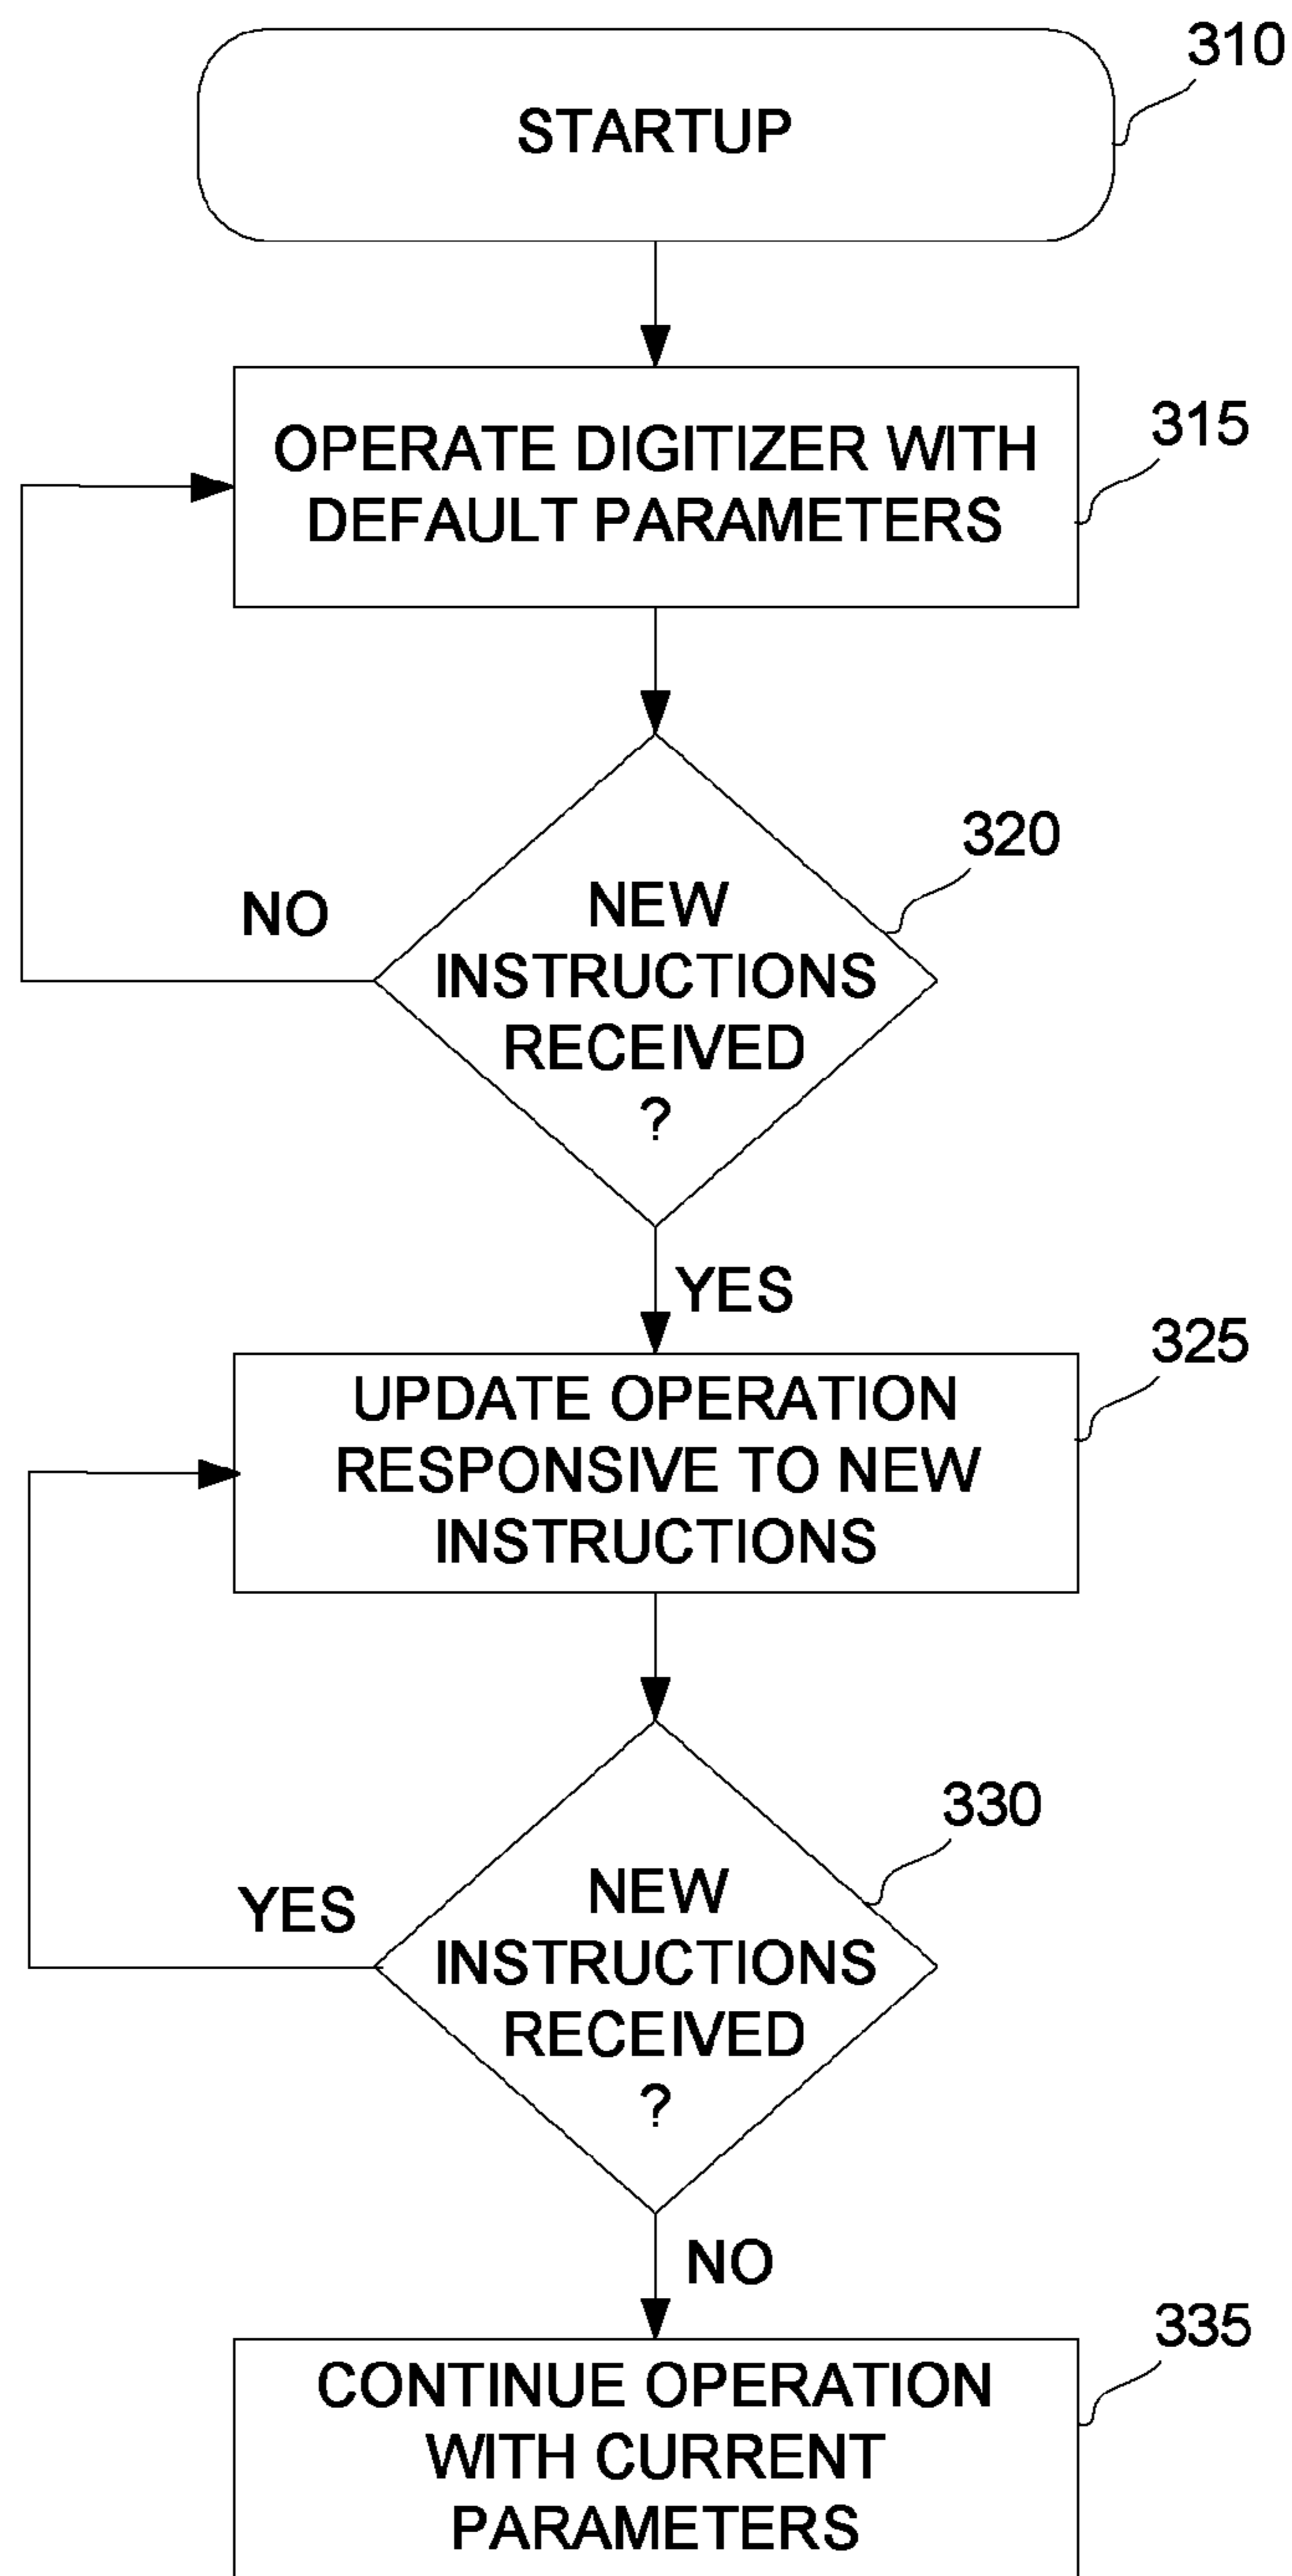 310
STARTUP
315
OPERATE DIGITIZER WITH
DEFAULT PARAMETERS
320
NEW
INSTRUCTIONS
RECEIVED
?
NO
YES
325
UPDATE OPERATION
RESPONSIVE TO NEW
INSTRUCTIONS
330
NEW
INSTRUCTIONS
RECEIVED
?
YES
NO
335
CONTINUE OPERATION
WITH CURRENT
PARAMETERS